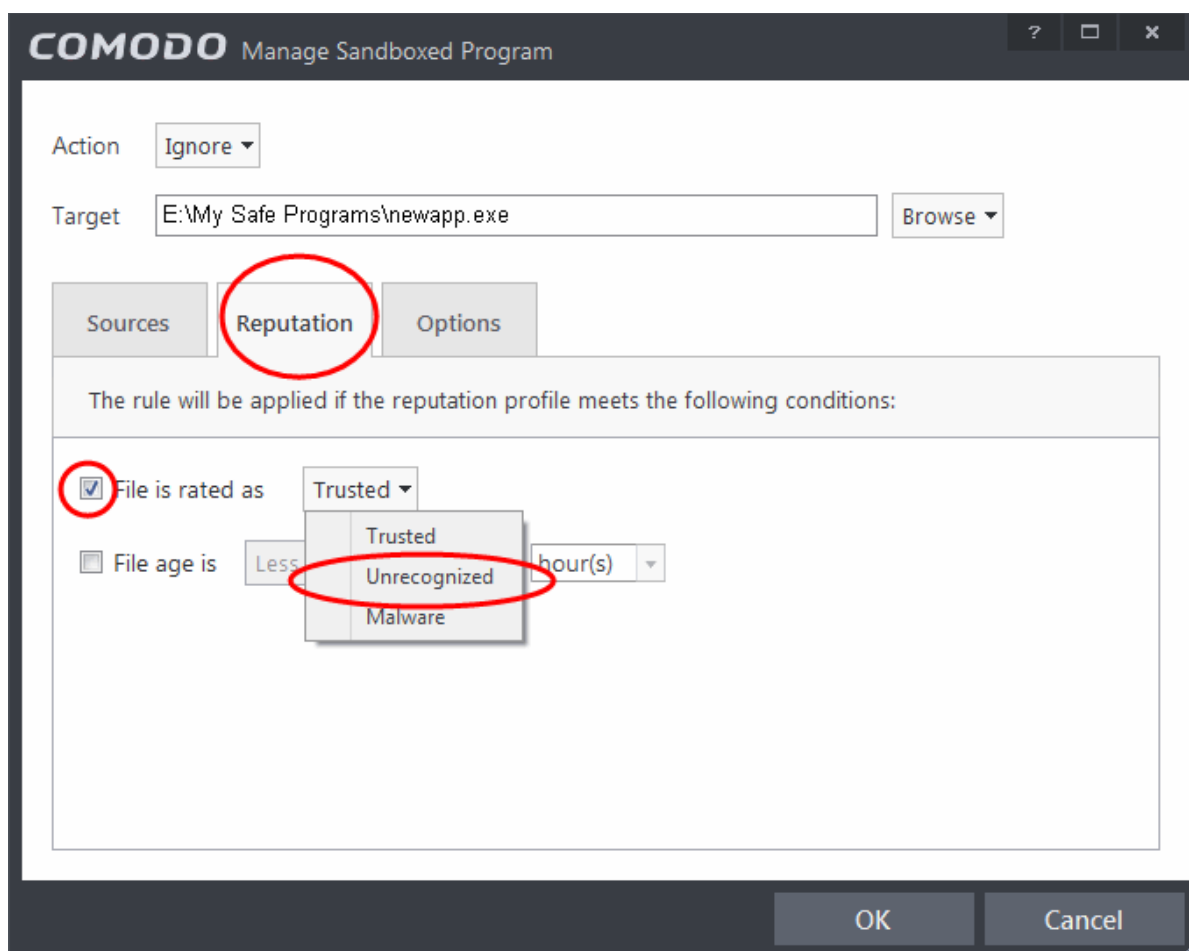 COMODO Manage Sandboxed Program ? ×
Action Ignore
Target E:\My Safe Programs\newapp.exe Browse
Sources Reputation Options
The rule will be applied if the reputation profile meets the following conditions:
File is rated as Trusted
Trusted
File age is Less hour(s)
Unrecognized
Malware
OK Cancel